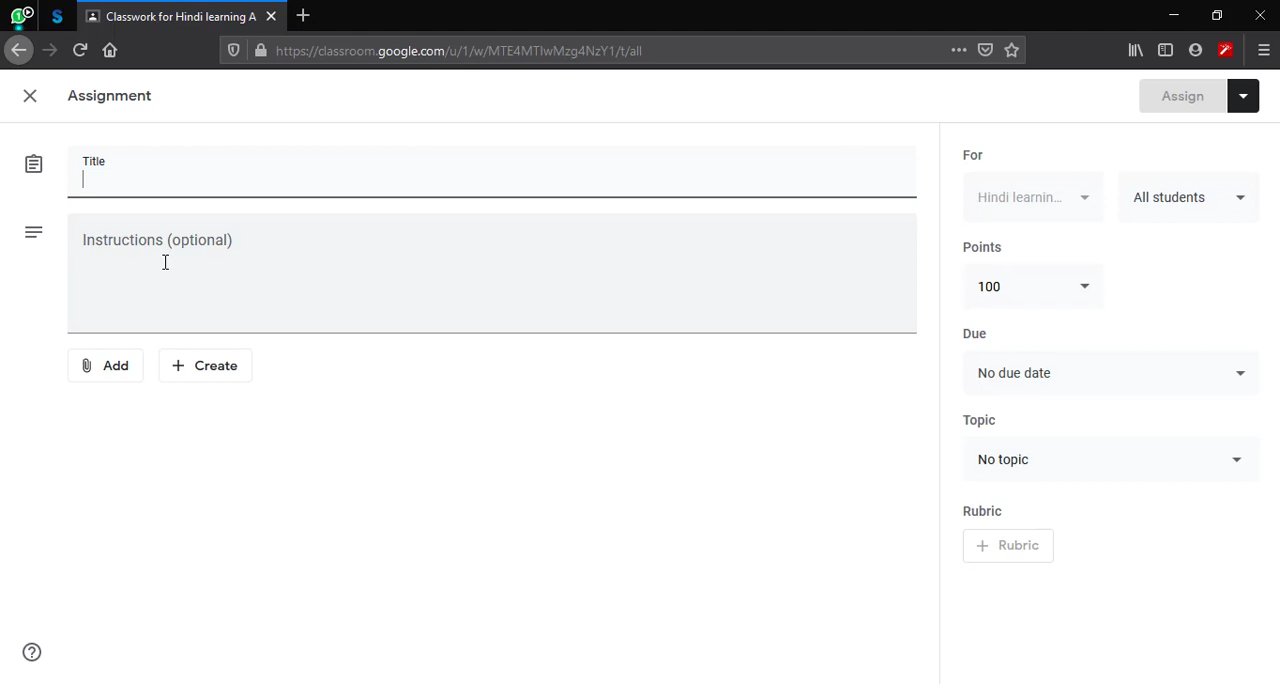 Classwork for Hindi learning A
https://classroom.google.com/u/1/w/MTE4MTIwMzg4NzY1/t/all
Assignment
Assign
Title
Instructions (optional)
Add
Create
For
Hindi learnin...
All students
Points
100
Due
No due date
Topic
No topic
Rubric
Rubric